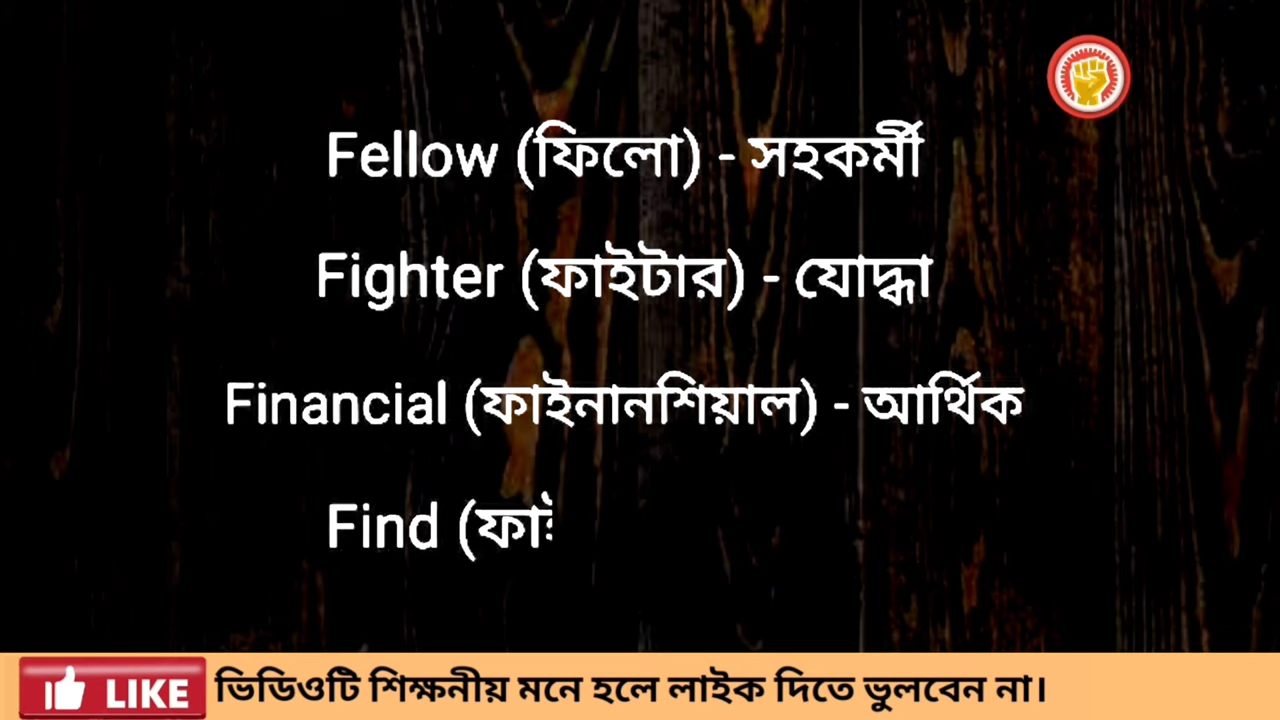 Fellow (ফিলো) - সহকর্মী
Fighter (ফাইটার) - যোদ্ধা
Financial (ফাইনানশিয়াল) - আর্থিক
Find
LIKE ভিডিওটি শিক্ষনীয় মনে হলে লাইক দিতে ভুলবেন না।